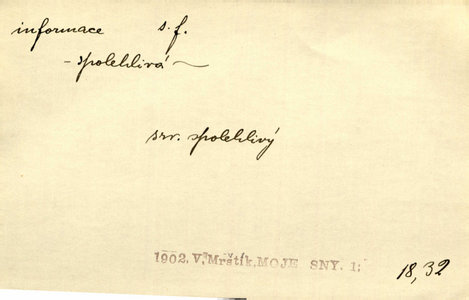 informace s. f.
- spolehlivá ~
srv. spolehlivý
1902. V. Mrštík, MOJE SNY. 1;
18, 32